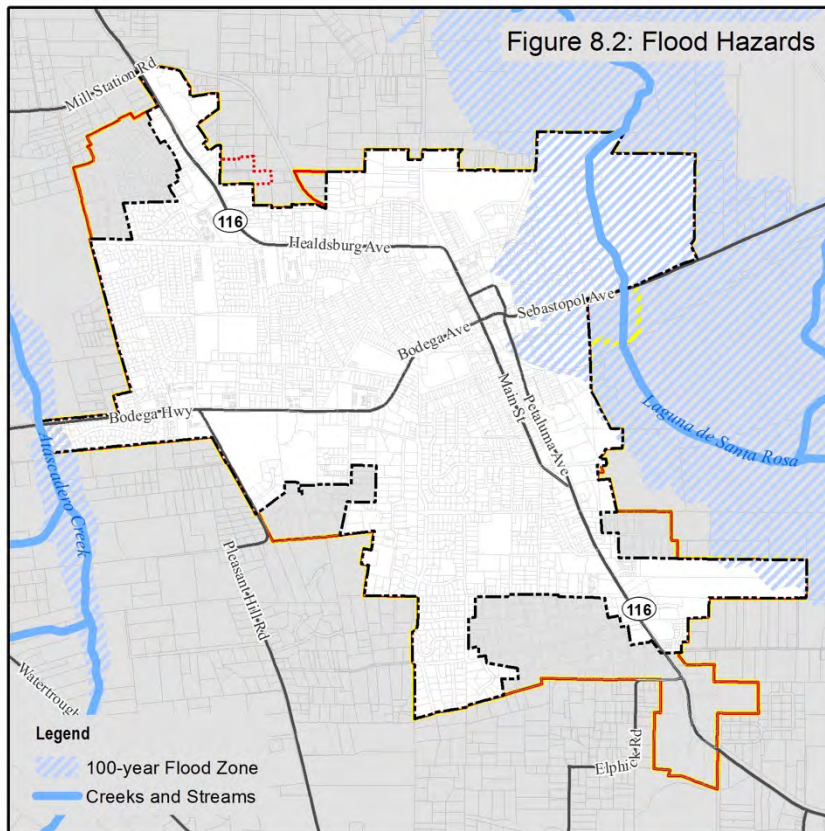 Figure 8.2: Flood Hazards
Mill Station Rd
116
Healdsburg Ave
Sebastopol Ave
Bodega Ave
Main St
Petaluma Ave
Laguna de Santa Rosa
Bodega Hwy
Atascadero Creek
Pleasant Hill Rd
116
Watertrough
Elphick Rd
Legend
100-year Flood Zone
Creeks and Streams